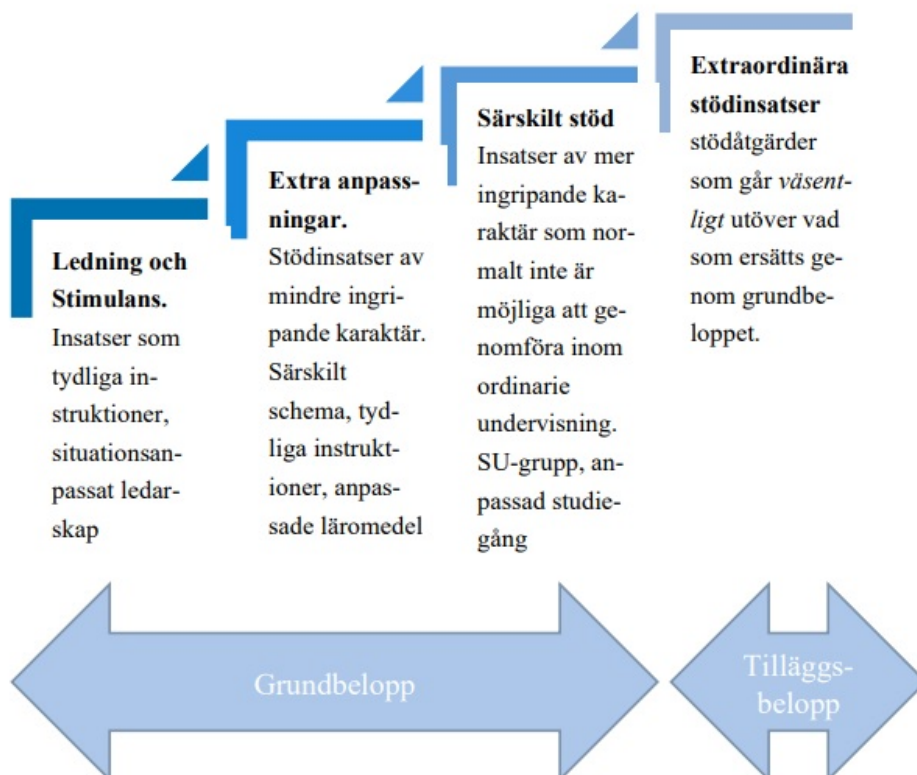 Ledning och
Stimulans.
Insatser som
tydliga in-
struktioner,
situationsan-
passat ledar-
skap
Extra anpass-
ningar.
Stödinsatser av
mindre ingri-
pande karaktär.
Särskilt
schema, tyd-
liga instrukt-
ioner, anpas-
sade läromedel
Särskilt stöd
Insatser av mer
ingripande ka-
raktär som nor-
malt inte är
möjliga att ge-
nomföra inom
ordinarie
undervisning.
SU-grupp, an-
passad studie-
gång
Extraordinära
stödinsatser
stödåtgärder
som går väsent-
ligt utöver vad
som ersätts ge-
nom grundbe-
loppet.
Grundbelopp
Tilläggs-
belopp